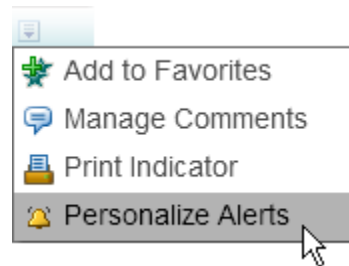 Add to Favorites
Manage Comments
Print Indicator
Personalize Alerts